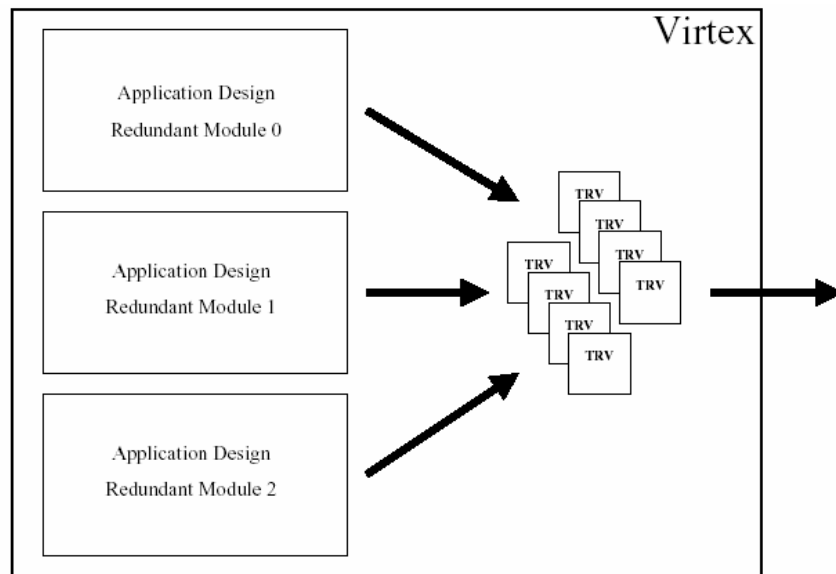 Virtex
Application Design
Redundant Module 0
Application Design
Redundant Module 1
Application Design
Redundant Module 2
TRV
TRV
TRV
TRV
TRV
TRV
TRV
TRV